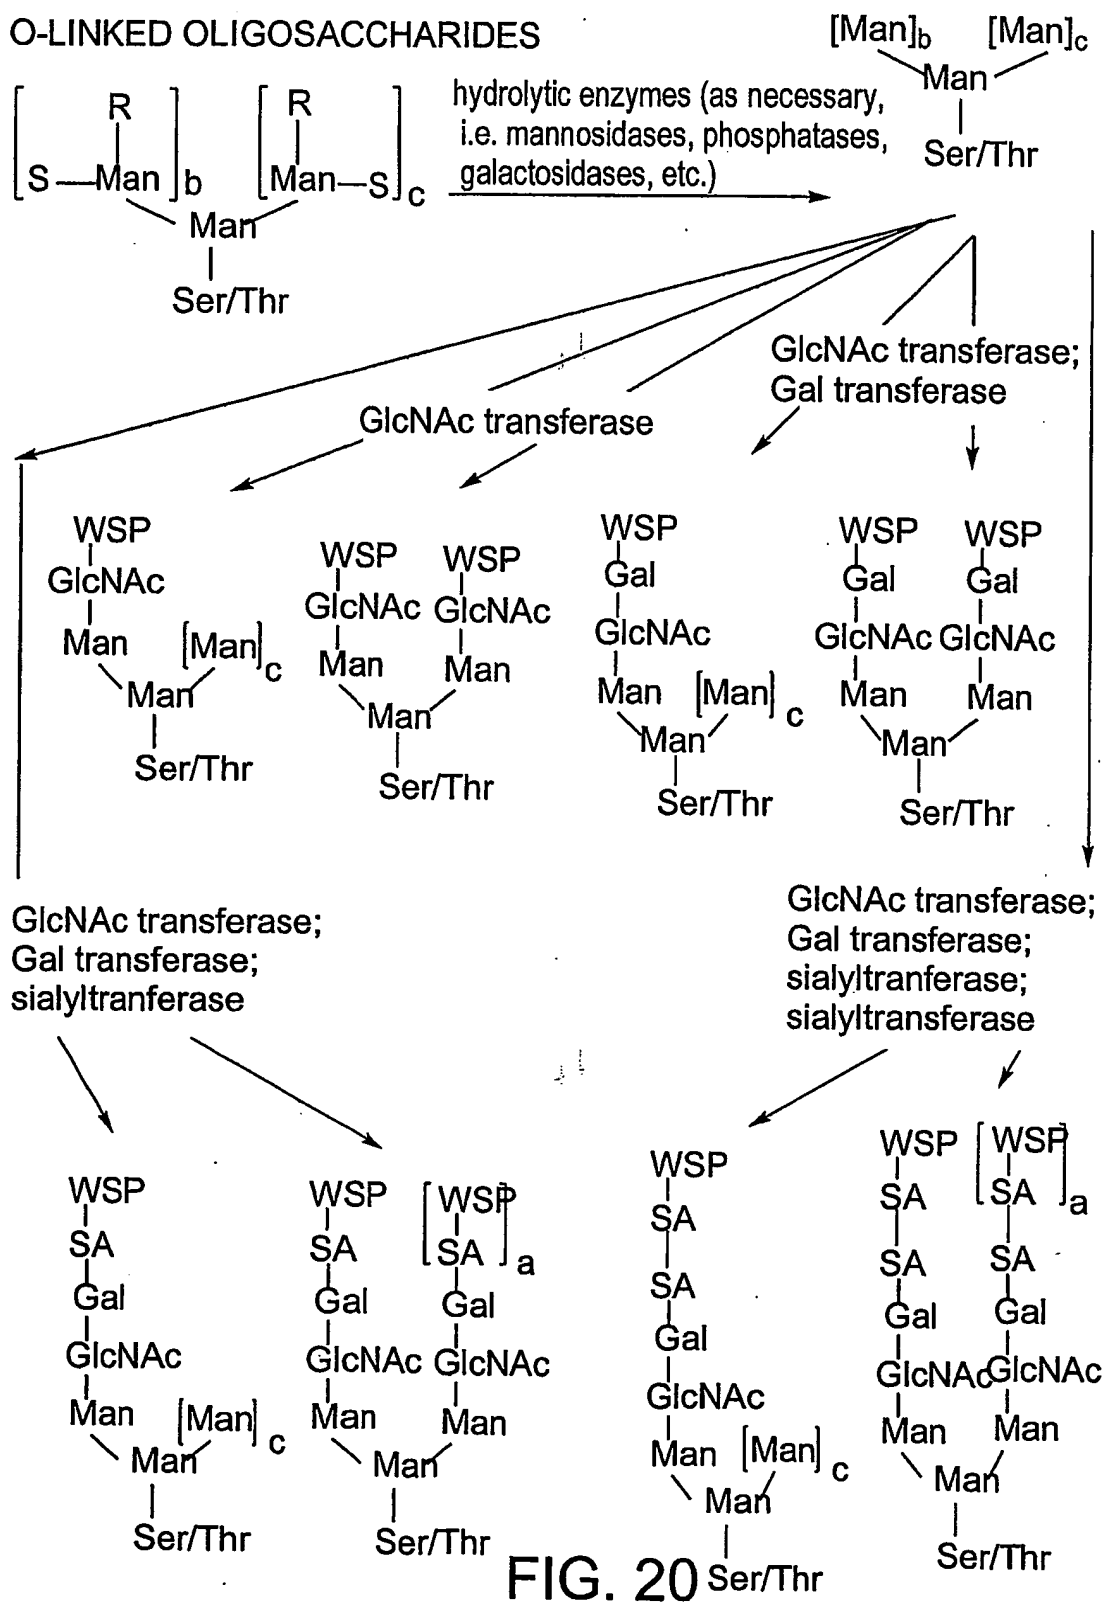 O-LINKED OLIGOSACCHARIDES
[Man]b [Man]c
Man
Ser/Thr
R R
[S—Man]b [Man—S]c
Man
Ser/Thr
hydrolytic enzymes (as necessary,
i.e. mannosidases, phosphatases,
galactosidases, etc.)
GlcNAc transferase
GlcNAc transferase;
Gal transferase
WSP
GlcNAc
Man [Man]c
Man
Ser/Thr
WSP WSP
GlcNAc GlcNAc
Man Man
Man
Ser/Thr
WSP
Gal
GlcNAc
Man [Man]c
Man
Ser/Thr
WSP WSP
Gal Gal
GlcNAc GlcNAc
Man Man
Man
Ser/Thr
GlcNAc transferase;
Gal transferase;
sialyltranferase
GlcNAc transferase;
Gal transferase;
sialyltranferase;
sialyltransferase
WSP
SA
Gal
GlcNAc
Man [Man]c
Man
Ser/Thr
WSP [WSP
SA SA]a
Gal Gal
GlcNAc GlcNAc
Man Man
Man
Ser/Thr
WSP
SA
SA
Gal
GlcNAc
Man [Man]c
Man
Ser/Thr
WSP [WSP
SA SA]a
SA SA
Gal Gal
GlcNAc GlcNAc
Man Man
Man
Ser/Thr
FIG. 20